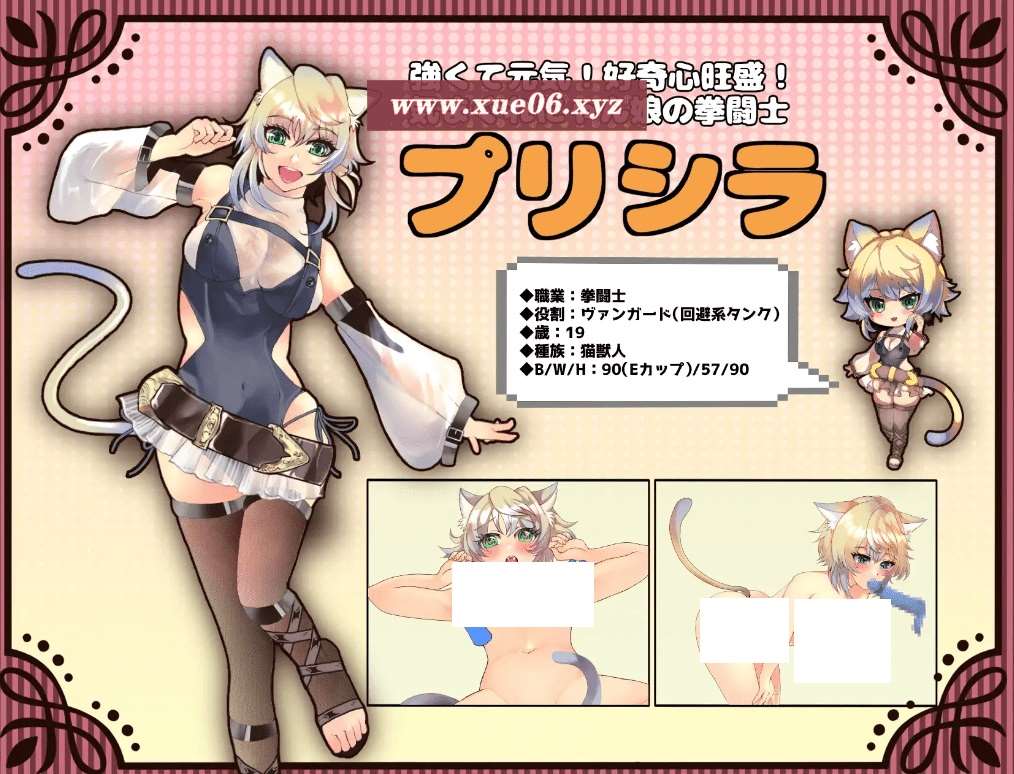 強くて元気！好奇心旺盛！
www.xue06.xyz
娘の拳闘士
プリシラ
◆職業：拳闘士
◆役割：ヴァンガード(回避系タンク)
◆歳：19
◆種族：猫獣人
◆B/W/H：90(Eカップ)/57/90